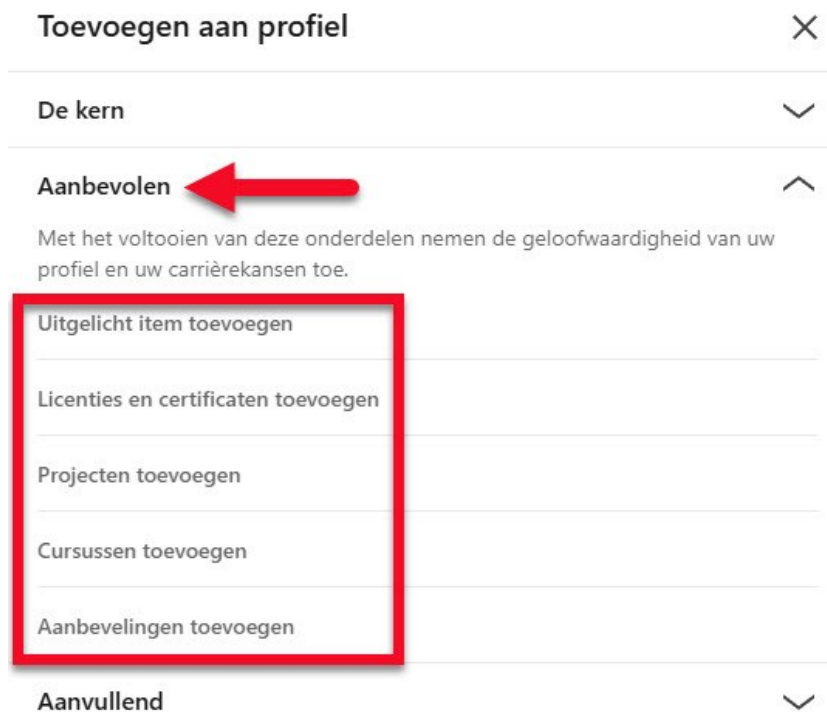 Toevoegen aan profiel
De kern
Aanbevolen
Met het voltooien van deze onderdelen nemen de geloofwaardigheid van uw
profiel en uw carrièrekansen toe.
Uitgelicht item toevoegen
Licenties en certificaten toevoegen
Projecten toevoegen
Cursussen toevoegen
Aanbevelingen toevoegen
Aanvullend